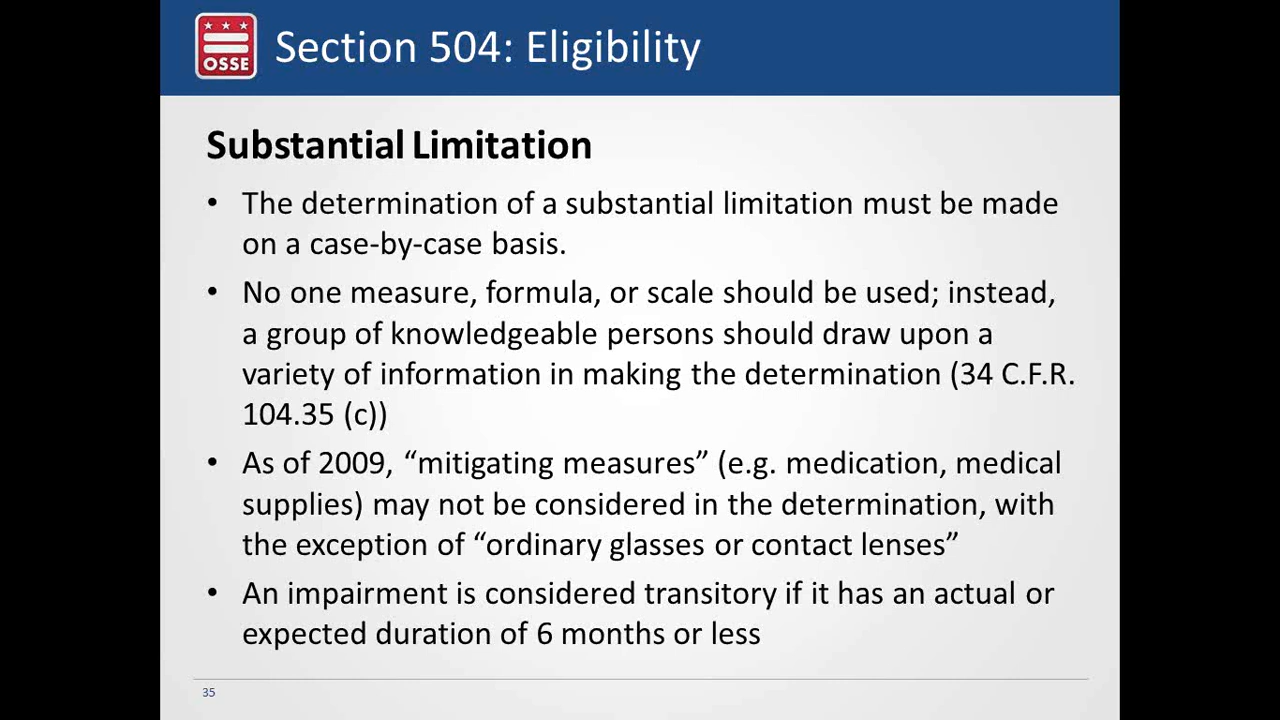 OSSE
Section 504: Eligibility
Substantial Limitation
• The determination of a substantial limitation must be made
on a case-by-case basis.
• No one measure, formula, or scale should be used; instead,
a group of knowledgeable persons should draw upon a
variety of information in making the determination (34 C.F.R.
104.35 (c))
• As of 2009, “mitigating measures” (e.g. medication, medical
supplies) may not be considered in the determination, with
the exception of “ordinary glasses or contact lenses”
• An impairment is considered transitory if it has an actual or
expected duration of 6 months or less
35